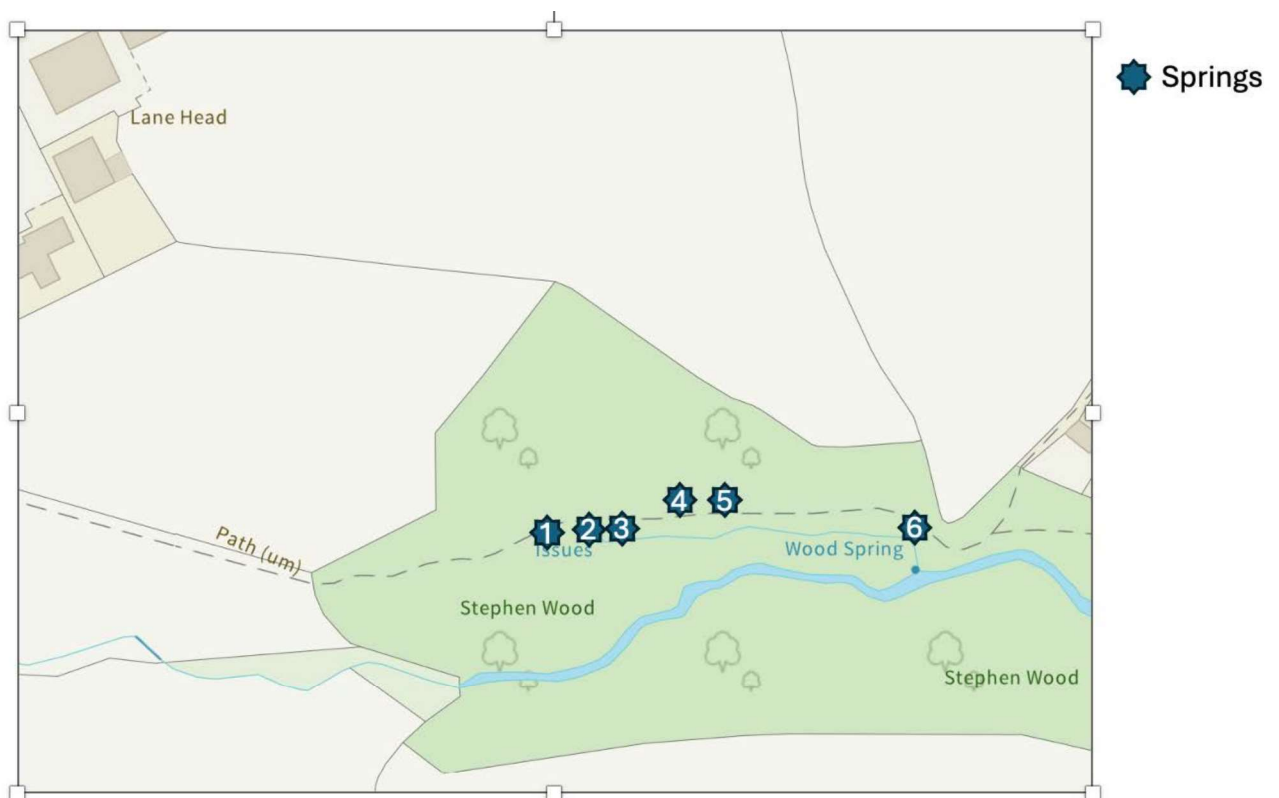 Springs
Lane Head
4 5
1 2 3 6
Issues
Wood Spring
Path (um)
Stephen Wood
Stephen Wood